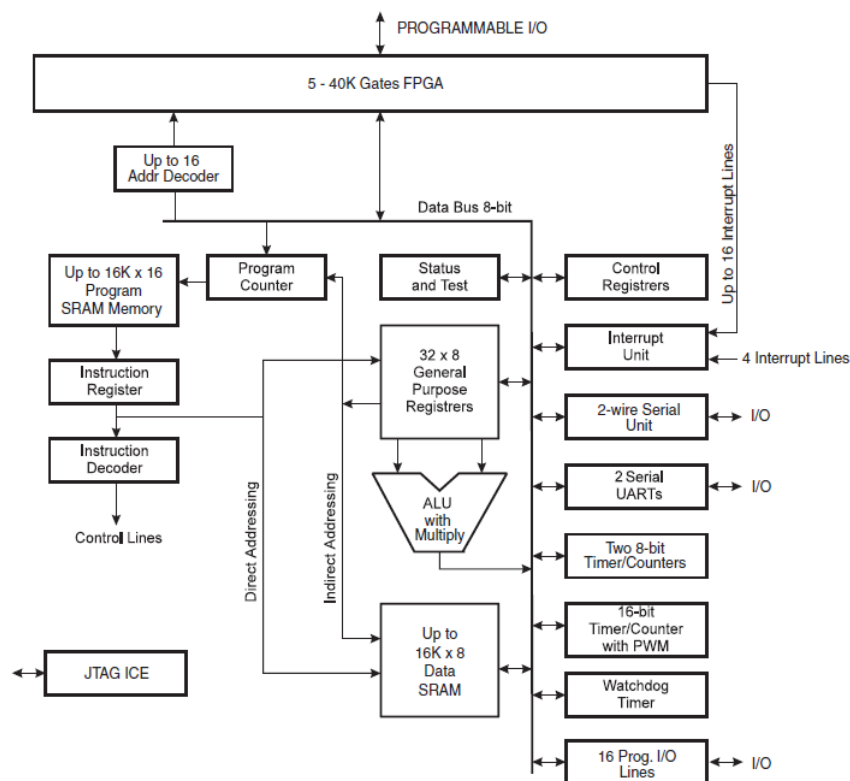 PROGRAMMABLE I/O
5 - 40K Gates FPGA
Up to 16
Addr Decoder
Data Bus 8-bit
Up to 16 Interrupt Lines
Up to 16K x 16
Program
SRAM Memory
Program
Counter
Status
and Test
Control
Registrers
Instruction
Register
32 x 8
General
Purpose
Registrers
Interrupt
Unit
4 Interrupt Lines
2-wire Serial
Unit
I/O
Instruction
Decoder
Control Lines
Direct Addressing
Indirect Addressing
ALU
with
Multiply
2 Serial
UARTs
I/O
Two 8-bit
Timer/Counters
Up to
16K x 8
Data
SRAM
16-bit
Timer/Counter
with PWM
JTAG ICE
Watchdog
Timer
16 Prog. I/O
Lines
I/O